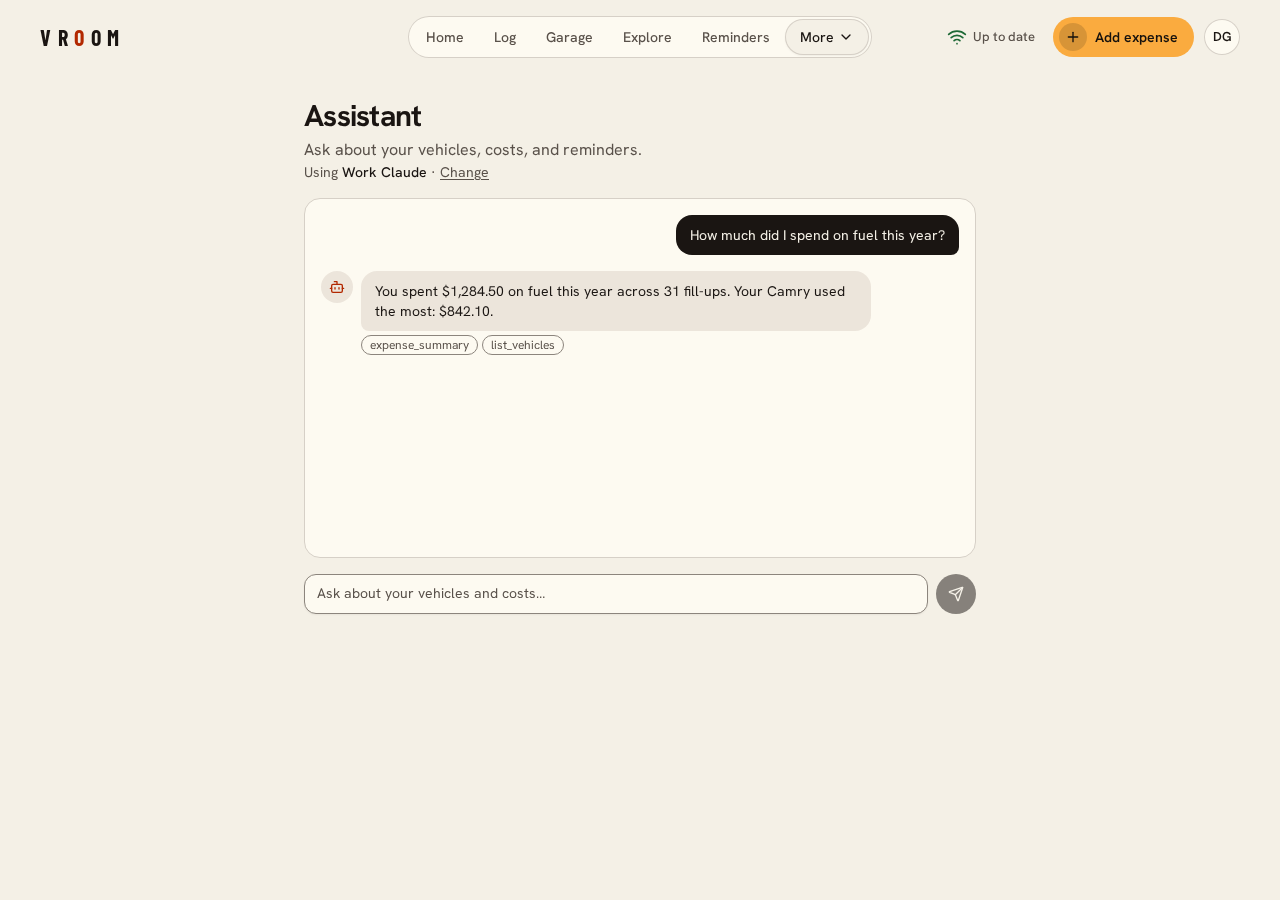 VROOM
Home
Log
Garage
Explore
Reminders
More
Up to date
Add expense
DG
Assistant
Ask about your vehicles, costs, and reminders.
Using Work Claude · Change
How much did I spend on fuel this year?
You spent $1,284.50 on fuel this year across 31 fill-ups. Your Camry used
the most: $842.10.
expense_summary
list_vehicles
Ask about your vehicles and costs...